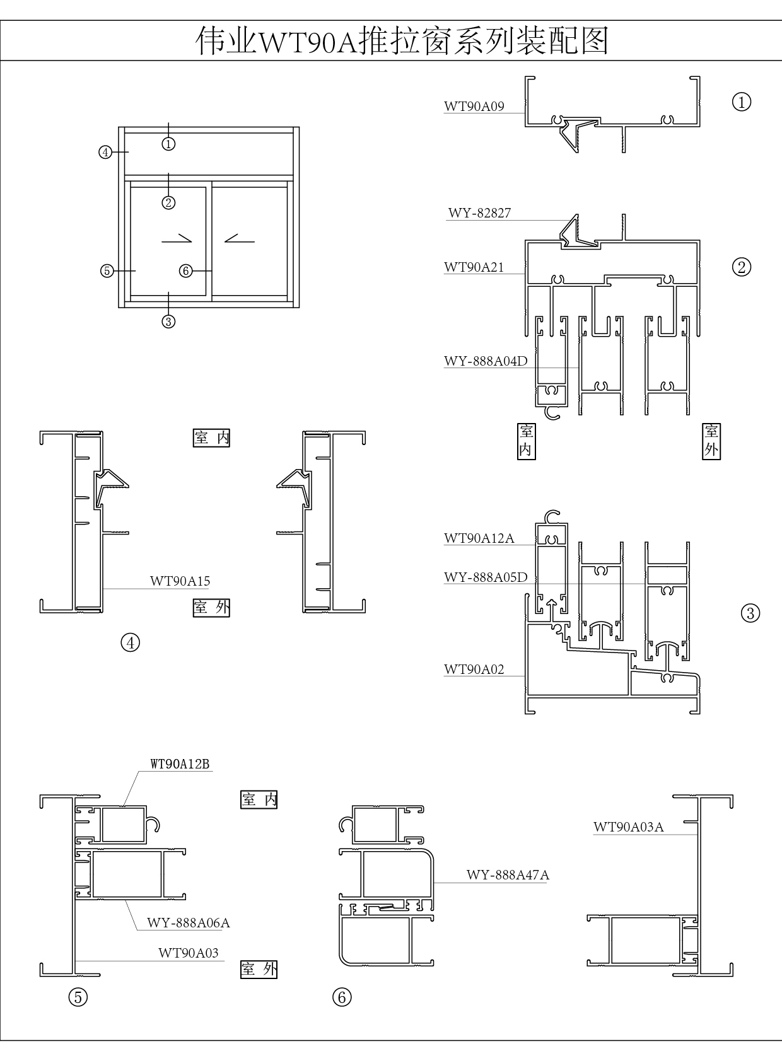 伟业WT90A推拉窗系列装配图
WT90A09
①
④
①
②
⑤
⑥
③
WY-82827
WT90A21
②
WY-888A04D
室内
室外
室内
WT90A15
室外
④
WT90A12A
WY-888A05D
③
WT90A02
WT90A12B
室内
WT90A03A
WY-888A47A
WY-888A06A
WT90A03
室外
⑤
⑥